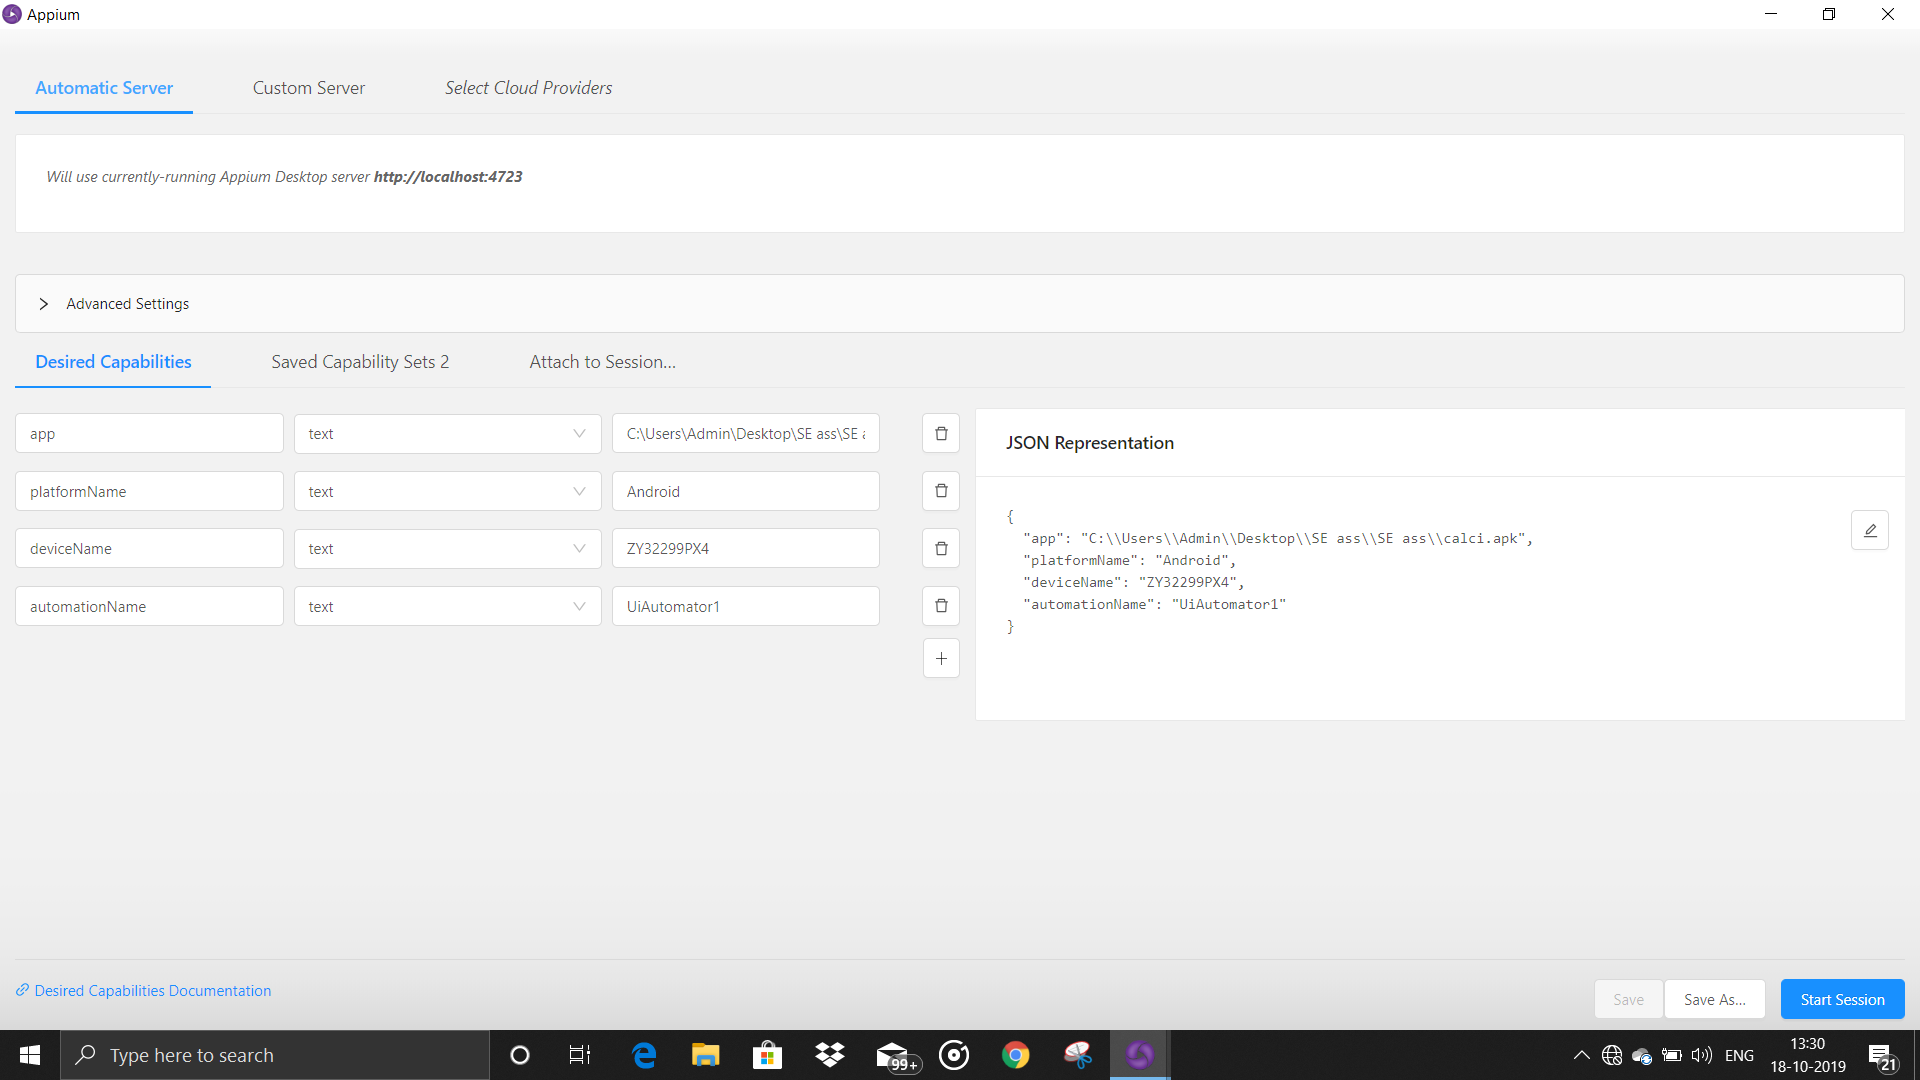 Appium
Automatic Server
Custom Server
Select Cloud Providers
Will use currently-running Appium Desktop server http://localhost:4723
Advanced Settings
Desired Capabilities
Saved Capability Sets 2
Attach to Session...
app
text
C:\Users\Admin\Desktop\SE ass\SE a
platformName
text
Android
deviceName
text
ZY32299PX4
automationName
text
UiAutomator1
JSON Representation
{
"app": "C:\\Users\\Admin\\Desktop\\SE ass\\SE ass\\calci.apk",
"platformName": "Android",
"deviceName": "ZY32299PX4",
"automationName": "UiAutomator1"
}
Desired Capabilities Documentation
Save
Save As...
Start Session
Type here to search
99+
ENG
13:30
18-10-2019
21